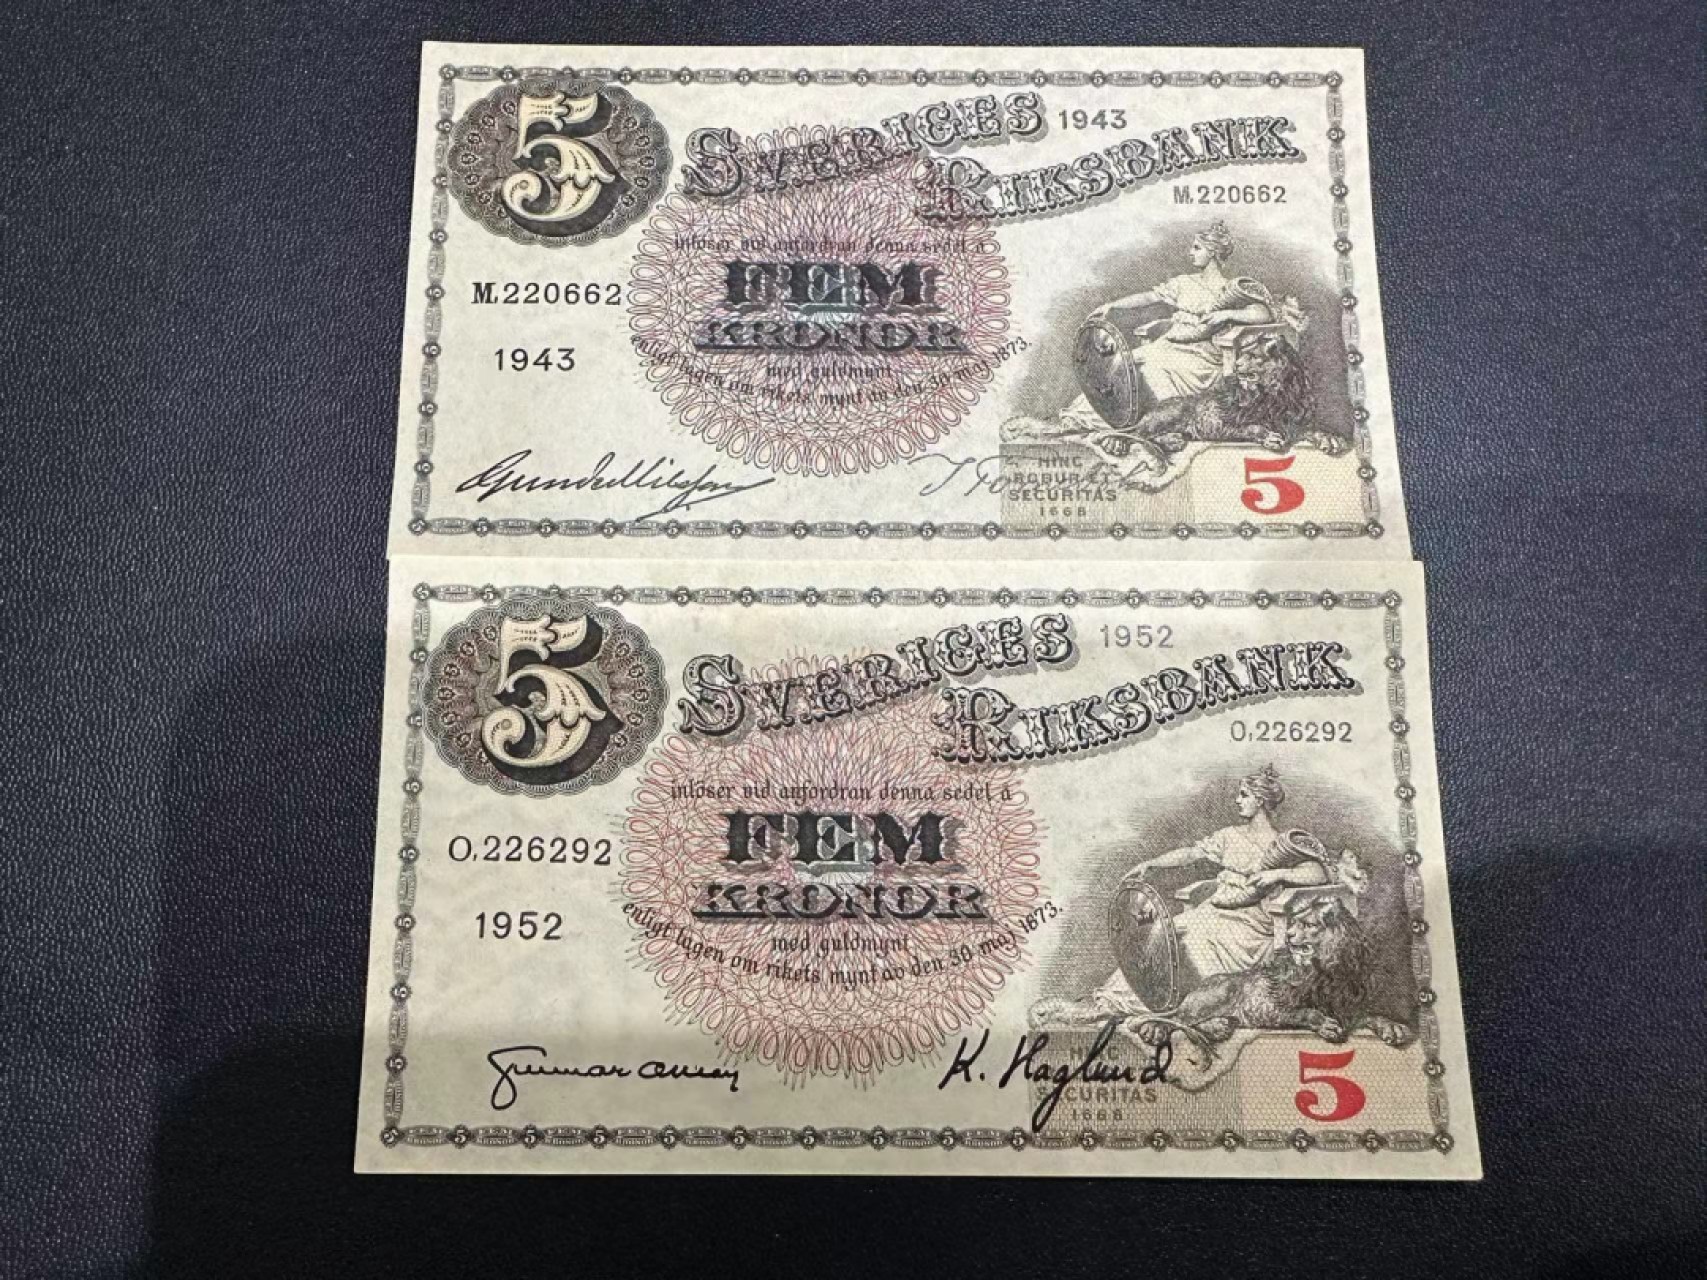 5
SVERIGES 1943
RIKSBANK
M, 220662
inlöser vid anfordran denna sedel å
FEM
M, 220662
KRONOR
1943
med guldmynt
enligt lagen om rikets mynt av den 30 maj 1873.
HINC
ROBUR ET
SECURITAS
1668
5
5
SVERIGES 1952
RIKSBANK
O, 226292
inlöser vid anfordran denna sedel å
FEM
O, 226292
KRONOR
1952
med guldmynt
enligt lagen om rikets mynt av den 30 maj 1873.
K. Haglund
HINC
SECURITAS
1668
5